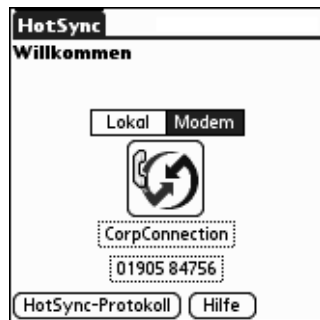 HotSync
Willkommen
Lokal Modem
CorpConnection
01905 84756
HotSync-Protokoll Hilfe